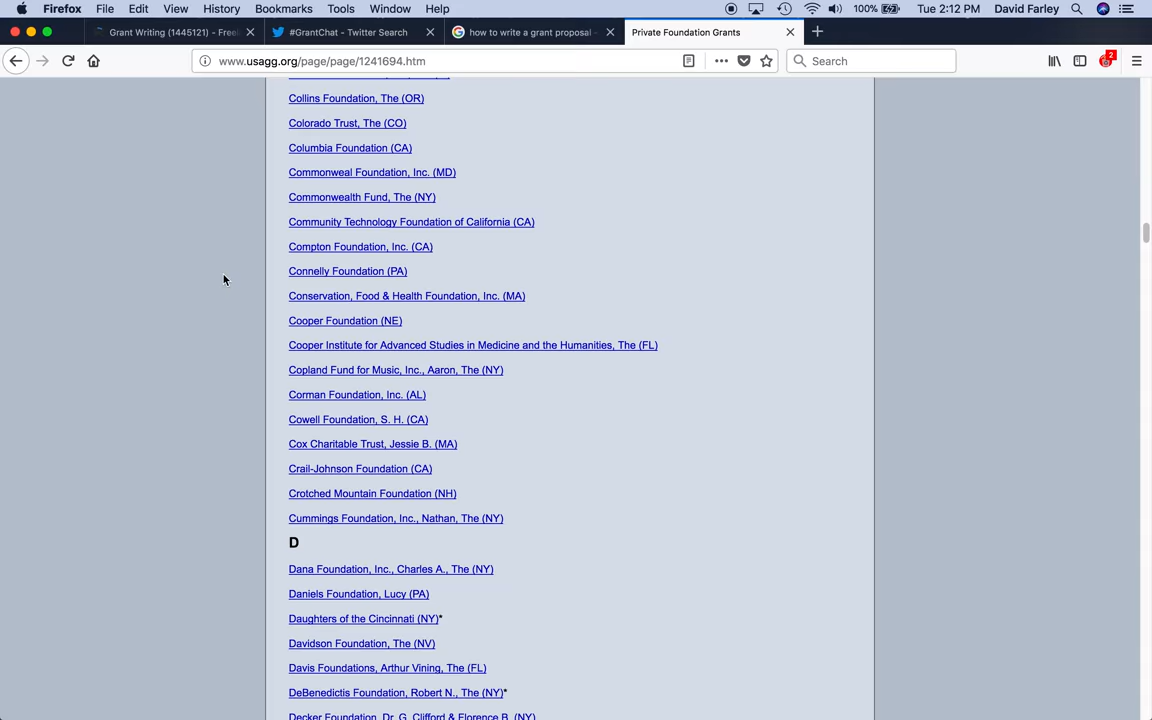 Firefox File Edit View History Bookmarks Tools Window Help 100% Tue 2:12 PM David Farley
Grant Writing (1445121) - Free #GrantChat - Twitter Search how to write a grant proposal - Private Foundation Grants
www.usagg.org/page/page/1241694.htm Search 2
Collins Foundation, The (OR)
Colorado Trust, The (CO)
Columbia Foundation (CA)
Commonweal Foundation, Inc. (MD)
Commonwealth Fund, The (NY)
Community Technology Foundation of California (CA)
Compton Foundation, Inc. (CA)
Connelly Foundation (PA)
Conservation, Food & Health Foundation, Inc. (MA)
Cooper Foundation (NE)
Cooper Institute for Advanced Studies in Medicine and the Humanities, The (FL)
Copland Fund for Music, Inc., Aaron, The (NY)
Corman Foundation, Inc. (AL)
Cowell Foundation, S. H. (CA)
Cox Charitable Trust, Jessie B. (MA)
Crail-Johnson Foundation (CA)
Crotched Mountain Foundation (NH)
Cummings Foundation, Inc., Nathan, The (NY)
D
Dana Foundation, Inc., Charles A., The (NY)
Daniels Foundation, Lucy (PA)
Daughters of the Cincinnati (NY)*
Davidson Foundation, The (NV)
Davis Foundations, Arthur Vining, The (FL)
DeBenedictis Foundation, Robert N., The (NY)*
Decker Foundation, Dr. G. Clifford & Florence B. (NY)